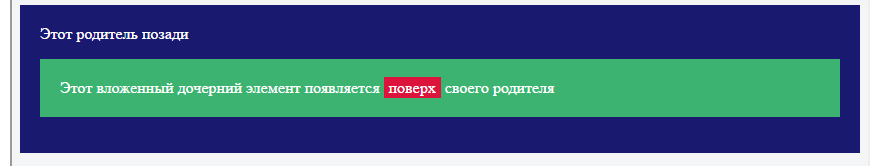 Этот родитель позади
Этот вложенный дочерний элемент появляется поверх своего родителя